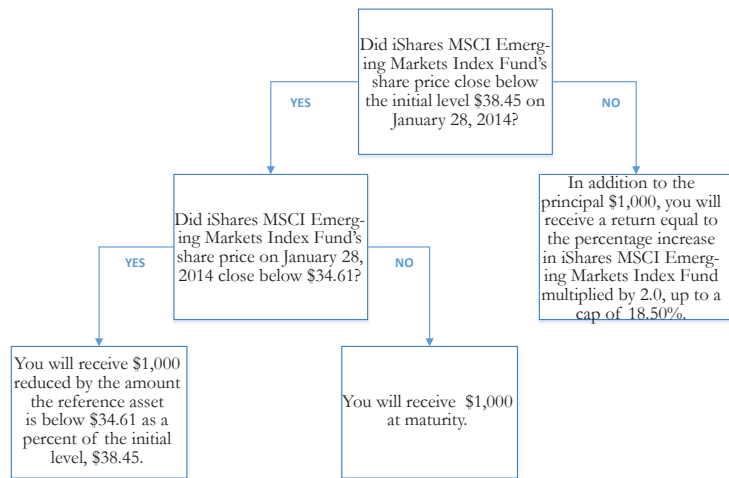 Did iShares MSCI Emerg-
ing Markets Index Fund's
share price close below
the initial level $38.45 on
January 28, 2014?
YES
NO
Did iShares MSCI Emerg-
ing Markets Index Fund's
share price on January 28,
2014 close below $34.61?
In addition to the
principal $1,000, you will
receive a return equal to
the percentage increase
in iShares MSCI Emerg-
ing Markets Index Fund
multiplied by 2.0, up to a
cap of 18.50%.
YES
NO
You will receive $1,000
reduced by the amount
the reference asset
is below $34.61 as a
percent of the initial
level, $38.45.
You will receive $1,000
at maturity.